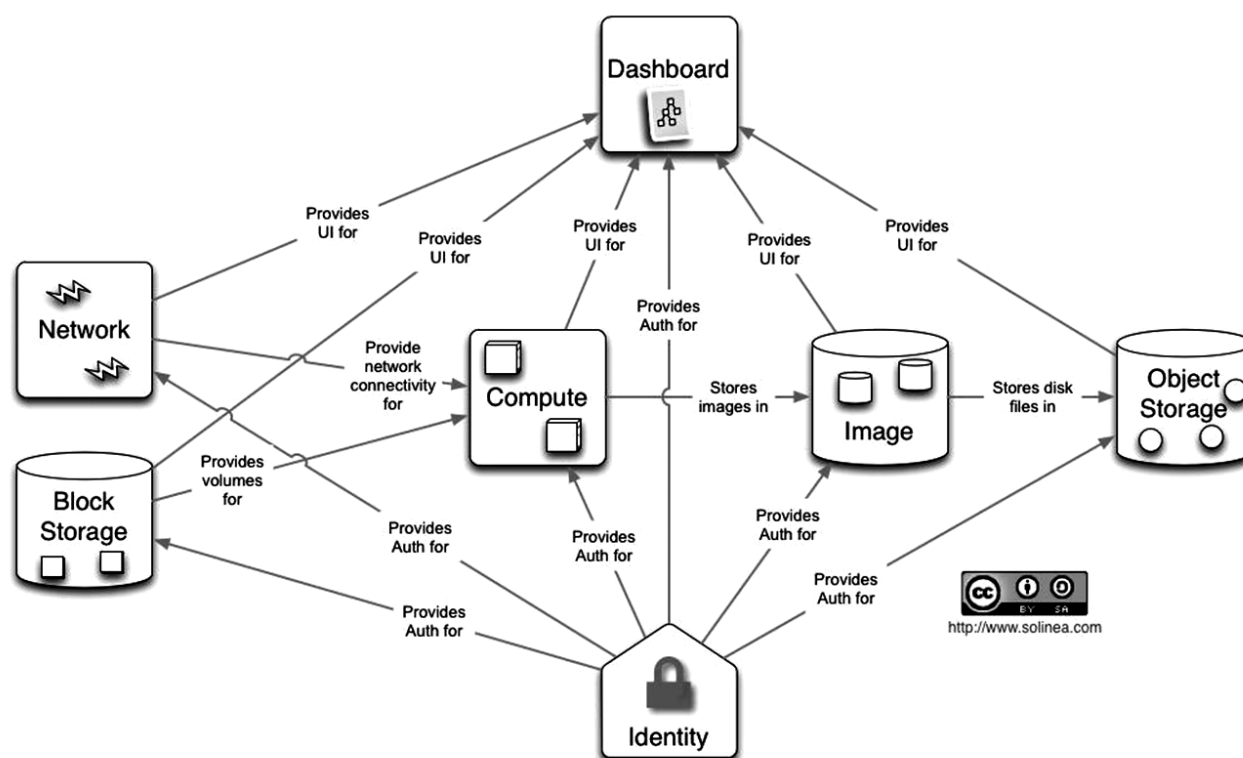 Dashboard
Provides
UI for
Provides
UI for
Provides
UI for
Provides
UI for
Provides
UI for
Provides
Auth for
Network
Provide
network
connectivity
for
Compute
Stores
images in
Image
Stores disk
files in
Object
Storage
Block
Storage
Provides
volumes
for
Provides
Auth for
Provides
Auth for
Provides
Auth for
Provides
Auth for
Provides
Auth for
cc
BY SA
http://www.solinea.com
Identity